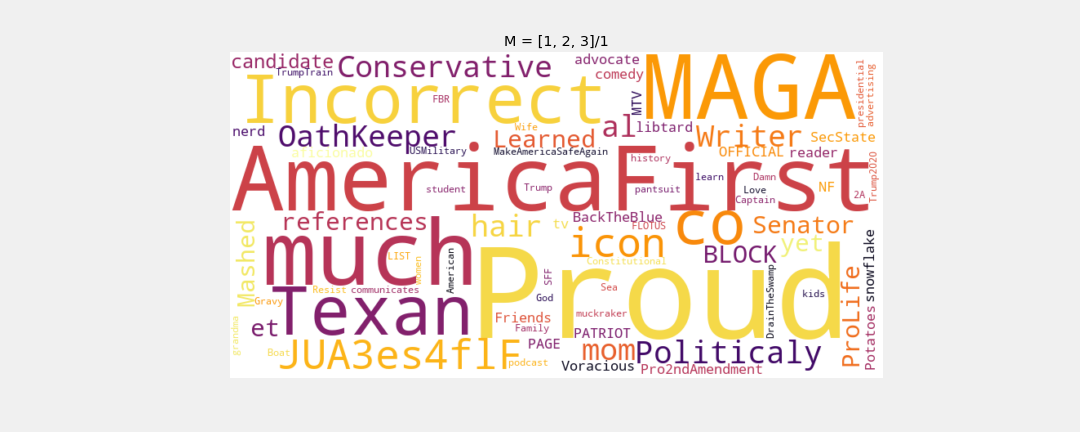 M = [1, 2, 3]/1
candidate
TrumpTrain
Conservative
advocate
comedy
MAGA
presidential
advertising
Incorrect
FBR
MTV
nerd
OathKeeper
Wife
Learned
al
libtard
Writer
SecState
aficionado
USMilitary
MakeAmericaSafeAgain
history
OFFICIAL
reader
Trump2020
AmericaFirst
student
Trump
pantsuit
learn
Damn
Love
Captain
NF
2A
references
hair
tv
BackTheBlue
FLOTUS
co
Senator
Mashed
much
LIST
women
American
icon
Constitutional
BLOCK
yet
snowflake
Gravy
Resist
communicates
SFF
God
Sea
Proud
DrainTheSwamp
kids
ProLife
Potatoes
et
Texan
Friends
Family
muckraker
PATRIOT
grandma
Boat
JUA3es4flF
PAGE
podcast
mom
Politicaly
Voracious
Pro2ndAmendment